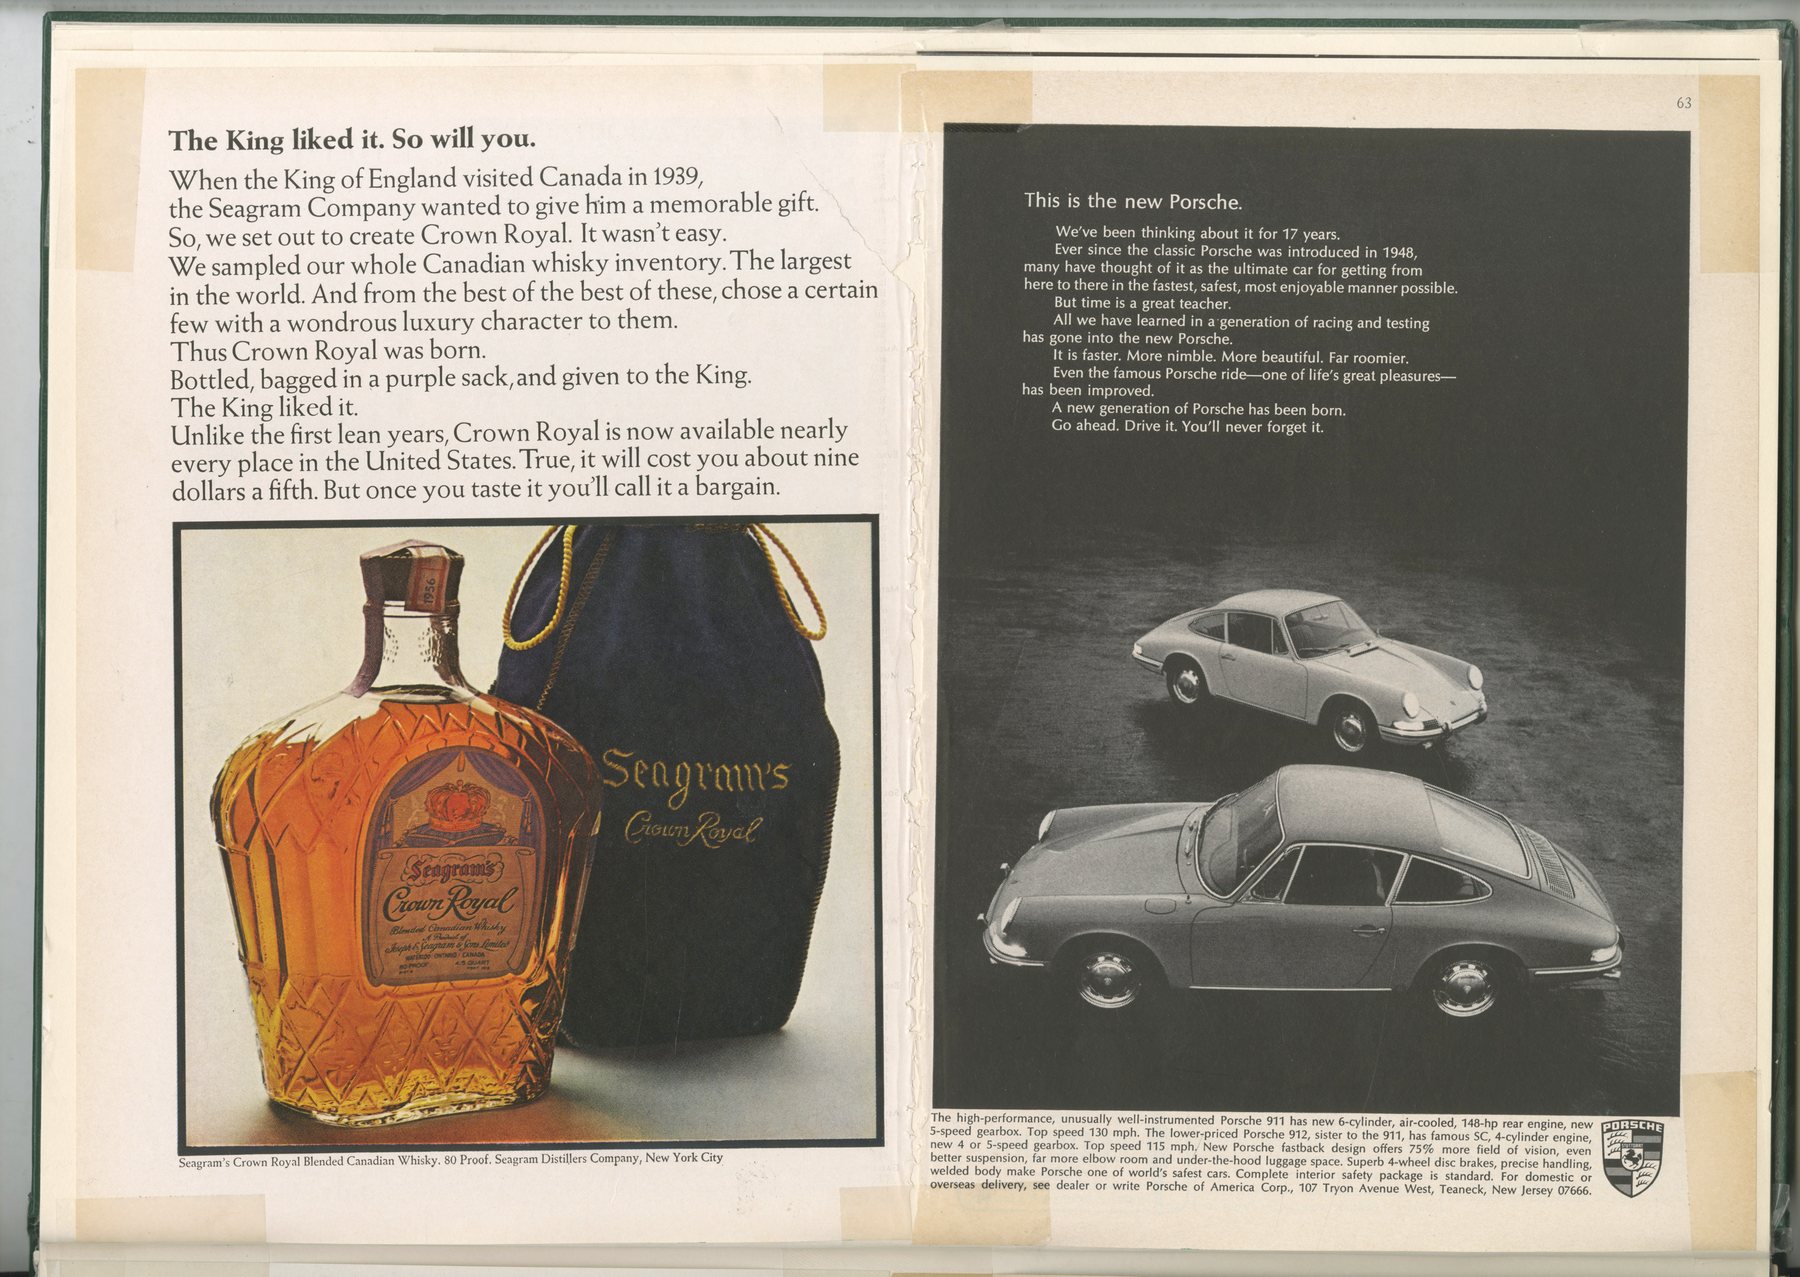 The King liked it. So will you.
When the King of England visited Canada in 1939,
the Seagram Company wanted to give him a memorable gift.
So, we set out to create Crown Royal. It wasn't easy.
We sampled our whole Canadian whisky inventory. The largest
in the world. And from the best of the best of these, chose a certain
few with a wondrous luxury character to them.
Thus Crown Royal was born.
Bottled, bagged in a purple sack, and given to the King.
The King liked it.
Unlike the first lean years, Crown Royal is now available nearly
every place in the United States. True, it will cost you about nine
dollars a fifth. But once you taste it you'll call it a bargain.
1956
Seagram's
Crown Royal
Seagram's
Crown Royal
Blended Canadian Whisky
A Product of
Joseph E. Seagram & Sons Limited
WATERLOO · ONTARIO · CANADA
80 PROOF 4/5 QUART
Seagram's Crown Royal Blended Canadian Whisky. 80 Proof. Seagram Distillers Company, New York City
63
This is the new Porsche.
We've been thinking about it for 17 years.
Ever since the classic Porsche was introduced in 1948,
many have thought of it as the ultimate car for getting from
here to there in the fastest, safest, most enjoyable manner possible.
But time is a great teacher.
All we have learned in a generation of racing and testing
has gone into the new Porsche.
It is faster. More nimble. More beautiful. Far roomier.
Even the famous Porsche ride—one of life's great pleasures—
has been improved.
A new generation of Porsche has been born.
Go ahead. Drive it. You'll never forget it.
The high-performance, unusually well-instrumented Porsche 911 has new 6-cylinder, air-cooled, 148-hp rear engine, new
5-speed gearbox. Top speed 130 mph. The lower-priced Porsche 912, sister to the 911, has famous SC, 4-cylinder engine,
new 4 or 5-speed gearbox. Top speed 115 mph. New Porsche fastback design offers 75% more field of vision, even
better suspension, far more elbow room and under-the-hood luggage space. Superb 4-wheel disc brakes, precise handling,
welded body make Porsche one of world's safest cars. Complete interior safety package is standard. For domestic or
overseas delivery, see dealer or write Porsche of America Corp., 107 Tryon Avenue West, Teaneck, New Jersey 07666.
PORSCHE